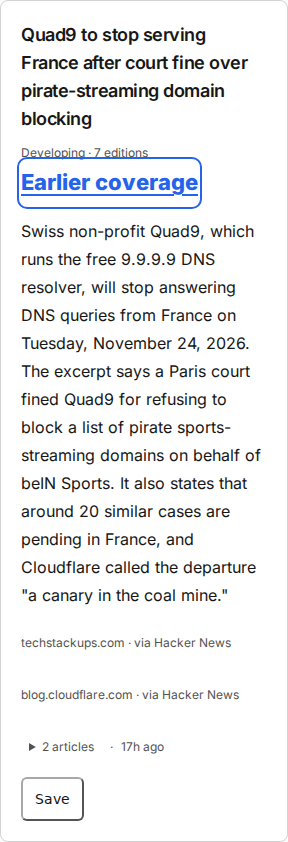 Quad9 to stop serving
France after court fine over
pirate-streaming domain
blocking
Developing · 7 editions
Earlier coverage
Swiss non-profit Quad9, which
runs the free 9.9.9.9 DNS
resolver, will stop answering
DNS queries from France on
Tuesday, November 24, 2026.
The excerpt says a Paris court
fined Quad9 for refusing to
block a list of pirate sports-
streaming domains on behalf of
beIN Sports. It also states that
around 20 similar cases are
pending in France, and
Cloudflare called the departure
"a canary in the coal mine."
techstackups.com · via Hacker News
blog.cloudflare.com · via Hacker News
▶ 2 articles · 17h ago
Save